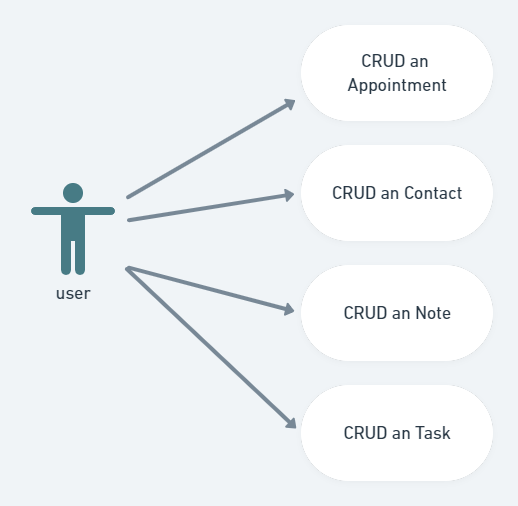 CRUD an
Appointment
CRUD an Contact
user
CRUD an Note
CRUD an Task